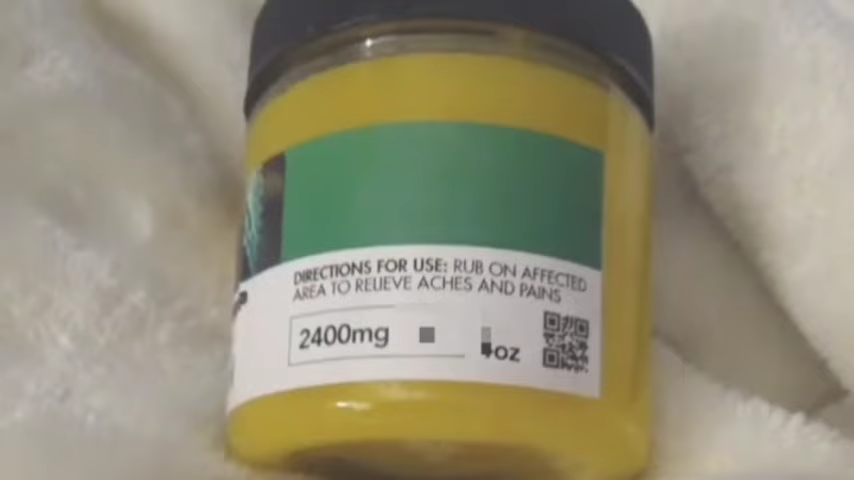 DIRECTIONS FOR USE: RUB ON AFFECTED
AREA TO RELIEVE ACHES AND PAINS
2400mg
oz